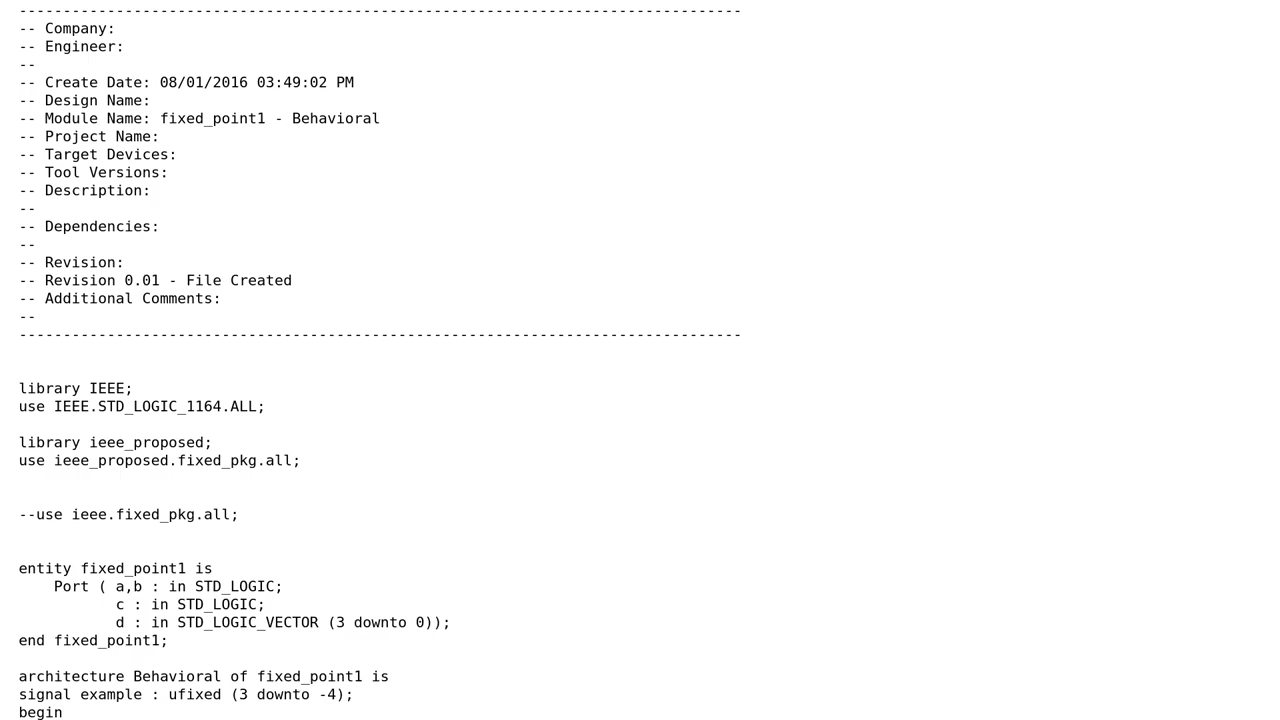 ----------------------------------------------------------------------------------
-- Company:
-- Engineer:
--
-- Create Date: 08/01/2016 03:49:02 PM
-- Design Name:
-- Module Name: fixed_point1 - Behavioral
-- Project Name:
-- Target Devices:
-- Tool Versions:
-- Description:
--
-- Dependencies:
--
-- Revision:
-- Revision 0.01 - File Created
-- Additional Comments:
--
----------------------------------------------------------------------------------
library IEEE;
use IEEE.STD_LOGIC_1164.ALL;
library ieee_proposed;
use ieee_proposed.fixed_pkg.all;
--use ieee.fixed_pkg.all;
entity fixed_point1 is
    Port ( a,b : in STD_LOGIC;
           c : in STD_LOGIC;
           d : in STD_LOGIC_VECTOR (3 downto 0));
end fixed_point1;
architecture Behavioral of fixed_point1 is
signal example : ufixed (3 downto -4);
begin